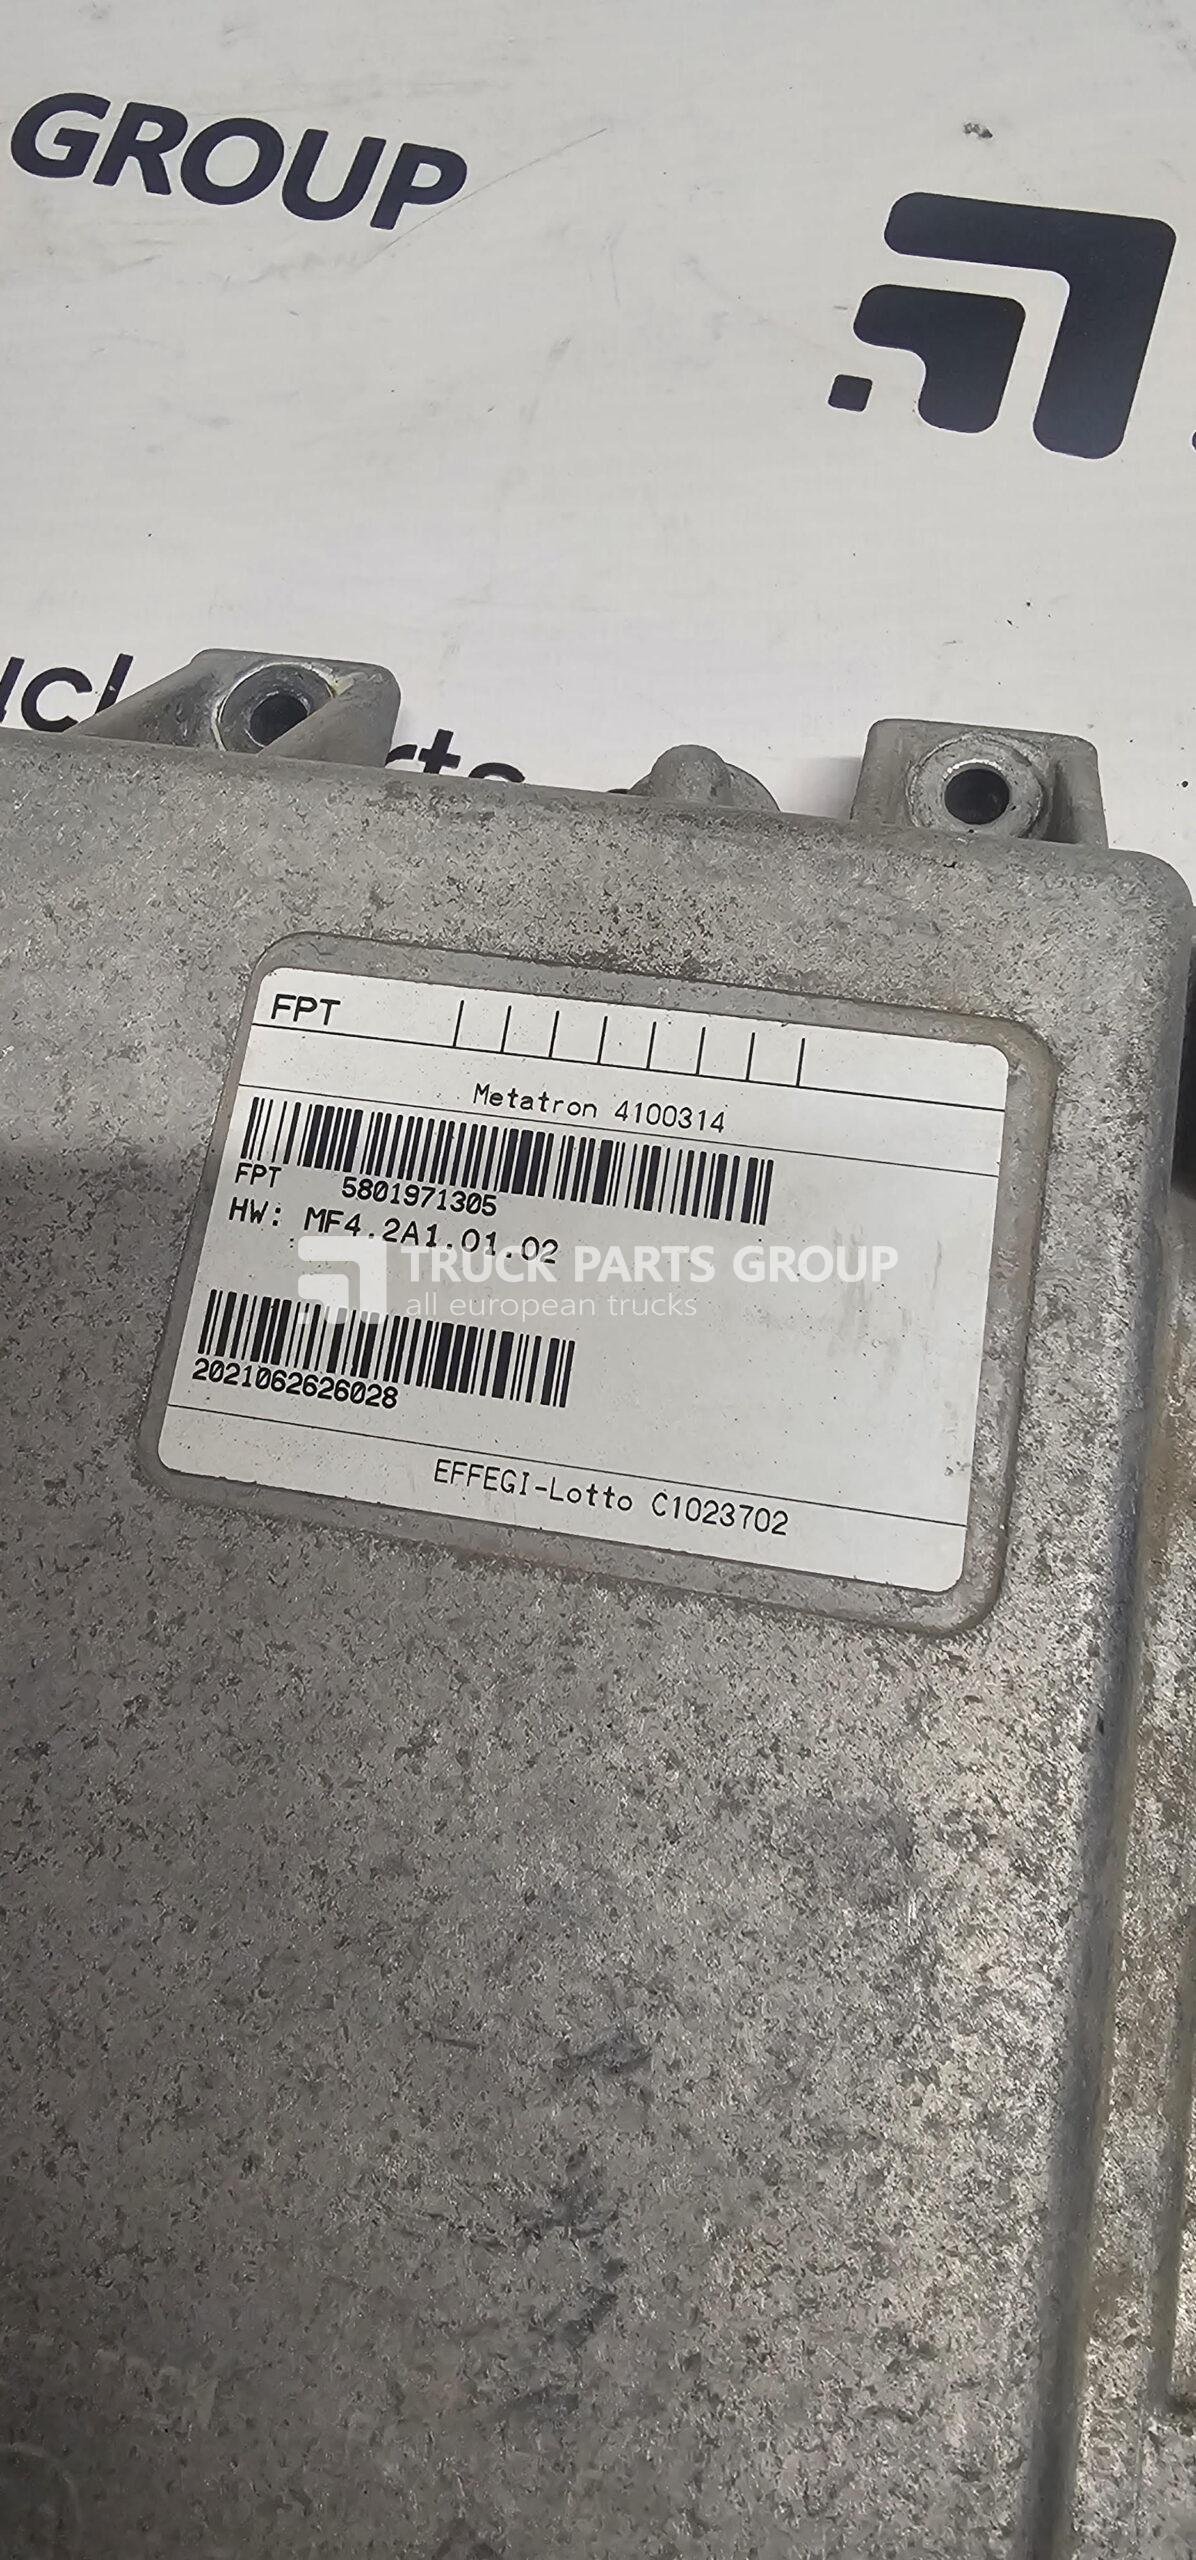 GROUP
rts
FPT
Metatron 4100314
FPT 5801971305
HW: MF4.2A1.01.02
TRUCK PARTS GROUP
all european trucks
2021062626028
EFFEGI-Lotto C1023702